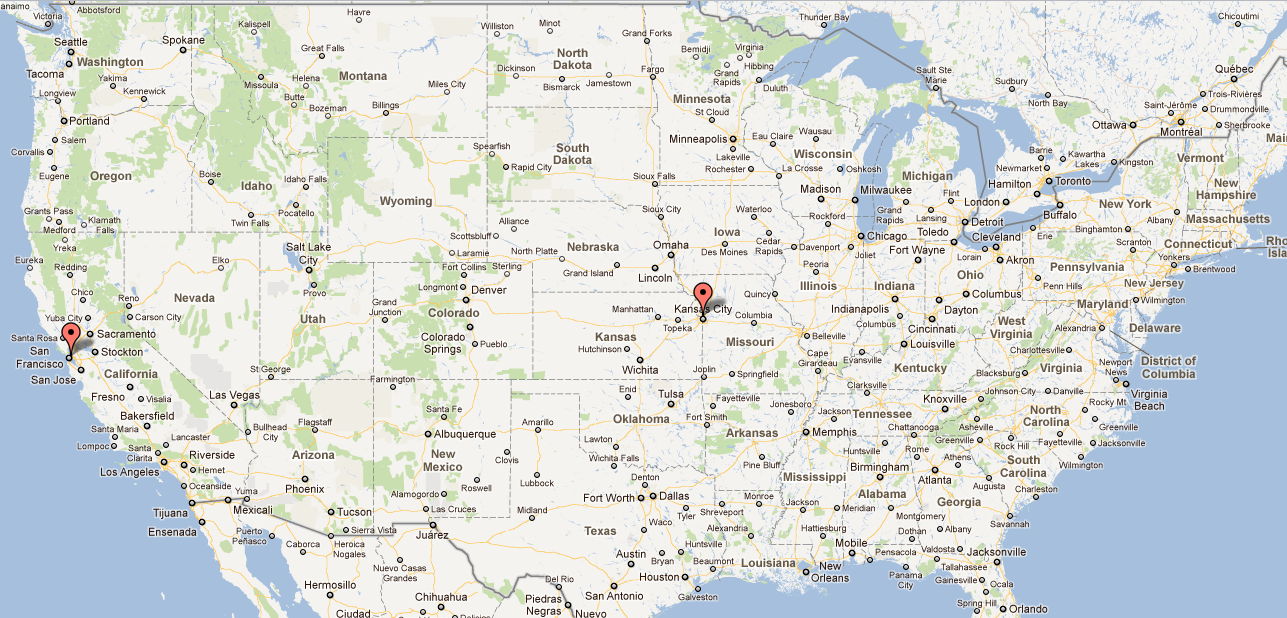 anaimo
Abbotsford
Victoria
Kalispell
Havre
Williston
Minot
Grand Forks
Bemidji
Virginia
Hibbing
Thunder Bay
Chicoutimi
Seattle
Washington
Spokane
Great Falls
Montana
Miles City
Dickinson
North
Dakota
Bismarck
Jamestown
Fargo
Grand
Rapids
Duluth
Sault Ste.
Marie
Sudbury
North Bay
Québec
Trois-Rivières
Drummondville
Sherbrooke
Saint-Jérôme
Montréal
Ottawa
Tacoma
Yakima
Kennewick
Longview
Missoula
Helena
Butte
Bozeman
Billings
Minnesota
St Cloud
Minneapolis
Lakeville
Rochester
Eau Claire
Wausau
Wisconsin
La Crosse
Oshkosh
Barrie
Newmarket
Kawartha
Lakes
Kingston
Toronto
Hamilton
London
Vermont
Mai
New
Hampshire
Massachusetts
Portland
Salem
Corvallis
Eugene
Oregon
Boise
Idaho
Idaho Falls
Pocatello
Twin Falls
Wyoming
Spearfish
Rapid City
South
Dakota
Sioux Falls
Sioux City
Madison
Milwaukee
Michigan
Grand
Rapids
Flint
Lansing
Detroit
Buffalo
New York
Albany
Grants Pass
Medford
Klamath
Falls
Yreka
Eureka
Redding
Chico
Yuba City
Elko
Salt Lake
City
Provo
Laramie
Scottsbluff
Alliance
North Platte
Nebraska
Grand Island
Omaha
Lincoln
Iowa
Waterloo
Des Moines
Cedar
Rapids
Davenport
Rockford
Chicago
Joliet
Peoria
Toledo
Fort Wayne
Cleveland
Lorain
Akron
Erie
Binghamton
Scranton
Connecticut
Rho
Isla
Yonkers
Brentwood
Pennsylvania
Penn Hills
New Jersey
Reno
Carson City
Nevada
Utah
Grand
Junction
Fort Collins
Sterling
Longmont
Denver
Colorado
Colorado
Springs
Pueblo
Manhattan
Kansas City
Topeka
Kansas
Hutchinson
Wichita
Quincy
Columbia
Missouri
Illinois
Indiana
Indianapolis
Columbus
Ohio
Columbus
Dayton
Cincinnati
Louisville
West
Virginia
Maryland
Wilmington
Alexandria
Delaware
District of
Columbia
Santa Rosa
Sacramento
San
Francisco
Stockton
San Jose
California
Fresno
Visalia
Bakersfield
Las Vegas
St George
Farmington
Santa Fe
Joplin
Springfield
Belleville
Cape
Girardeau
Evansville
Kentucky
Clarksville
Charlottesville
Blacksburg
Virginia
Newport
News
Virginia
Beach
Johnson City
Danville
Rocky Mt
Santa Maria
Lompoc
Santa
Clarita
Lancaster
Los Angeles
Riverside
Hemet
Oceanside
Bullhead
City
Flagstaff
Arizona
Albuquerque
New
Mexico
Amarillo
Clovis
Enid
Tulsa
Oklahoma
Lawton
Wichita Falls
Fayetteville
Fort Smith
Jonesboro
Arkansas
Pine Bluff
Jackson
Memphis
Tennessee
Knoxville
Chattanooga
Huntsville
Rome
Asheville
Greenville
North
Carolina
Rock Hill
Fayetteville
Greenville
Jacksonville
Wilmington
South
Carolina
Tijuana
Yuma
Mexicali
Ensenada
Phoenix
Tucson
Sierra Vista
Alamogordo
Las Cruces
Roswell
Lubbock
Midland
Juárez
Denton
Fort Worth
Dallas
Texas
Waco
Tyler
Shreveport
Monroe
Mississippi
Jackson
Birmingham
Alabama
Meridian
Montgomery
Athens
Atlanta
Augusta
Georgia
Charleston
Savannah
Albany
Puerto
Peñasco
Caborca
Heroica
Nogales
Nuevo Casas
Grandes
Hermosillo
Chihuahua
Ciudad
Delicias
Del Rio
Piedras
Negras
Nuevo
Austin
San Antonio
Bryan
Huntsville
Houston
Galveston
Beaumont
Alexandria
Louisiana
New
Orleans
Hattiesburg
Mobile
Pensacola
Dothan
Panama
City
Valdosta
Tallahassee
Jacksonville
Gainesville
Ocala
Spring Hill
Orlando